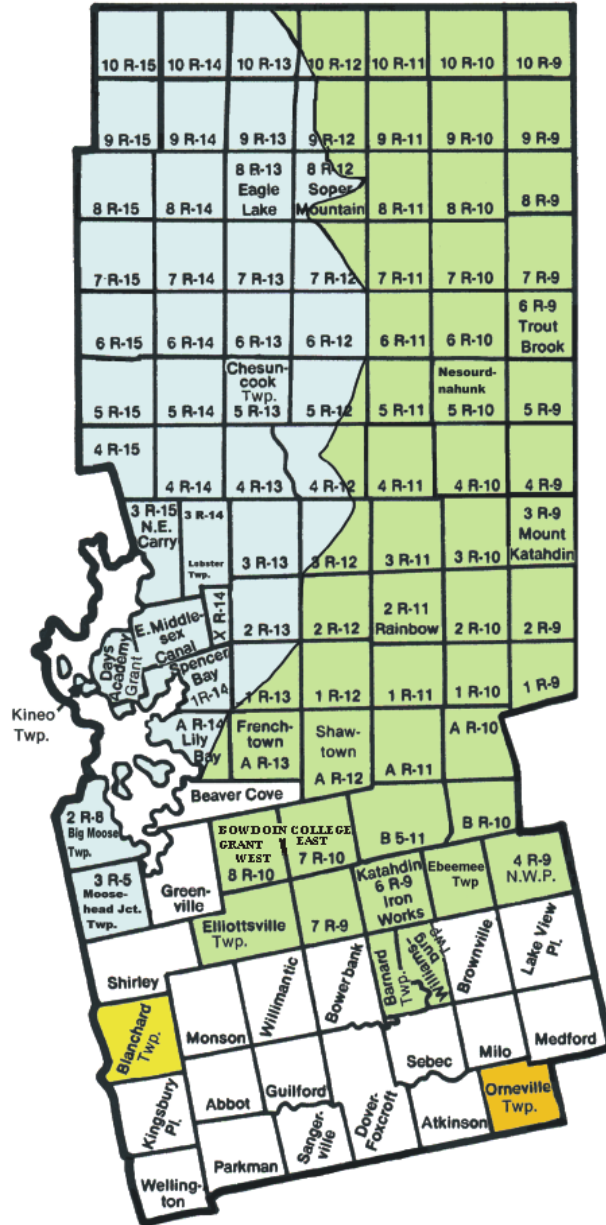 10 R-15 10 R-14 10 R-13 10 R-12 10 R-11 10 R-10 10 R-9
9 R-15 9 R-14 9 R-13 9 R-12 9 R-11 9 R-10 9 R-9
8 R-13
Eagle
Lake
8 R-12
Soper
Mountain
8 R-15 8 R-14 8 R-11 8 R-10 8 R-9
7 R-15 7 R-14 7 R-13 7 R-12 7 R-11 7 R-10 7 R-9
6 R-15 6 R-14 6 R-13 6 R-12 6 R-11 6 R-10
6 R-9
Trout
Brook
Chesun-
cook
Twp.
5 R-13
Nesourd-
nahunk
5 R-10
5 R-15 5 R-14 5 R-12 5 R-11 5 R-9
4 R-15
4 R-14 4 R-13 4 R-12 4 R-11 4 R-10 4 R-9
3 R-15
N.E.
Carry
3 R-14
Lobster
Twp.
3 R-13 3 R-12 3 R-11 3 R-10
3 R-9
Mount
Katahdin
E. Middle-
sex
Canal
X R-14
2 R-13 2 R-12
2 R-11
Rainbow
2 R-10 2 R-9
Days
Academy
Grant
Spencer
Bay
1R-14
1 R-13 1 R-12 1 R-11 1 R-10 1 R-9
Kineo
Twp.
A R-14
Lily
Bay
French-
town
A R-13
Shaw-
town
A R-12
A R-11
A R-10
Beaver Cove
2 R-8
Big Moose
Twp.
BOWDOIN COLLEGE
GRANT EAST
WEST
8 R-10
7 R-10
B 5-11
B R-10
3 R-5
Moose-
head Jct.
Twp.
Green-
ville
Katahdin
6 R-9
Iron
Works
Ebeemee
Twp
4 R-9
N.W.P.
Elliottsville
Twp.
7 R-9
Shirley
Willimantic
Bowerbank
Barnard
Twp.
Williams-
burg
Twp.
Brownville
Lake View
Pl.
Blanchard
Twp.
Monson
Sebec
Milo
Medford
Kingsbury
Pl.
Abbot
Guilford
Dover-
Foxcroft
Atkinson
Orneville
Twp.
Sanger-
ville
Parkman
Welling-
ton